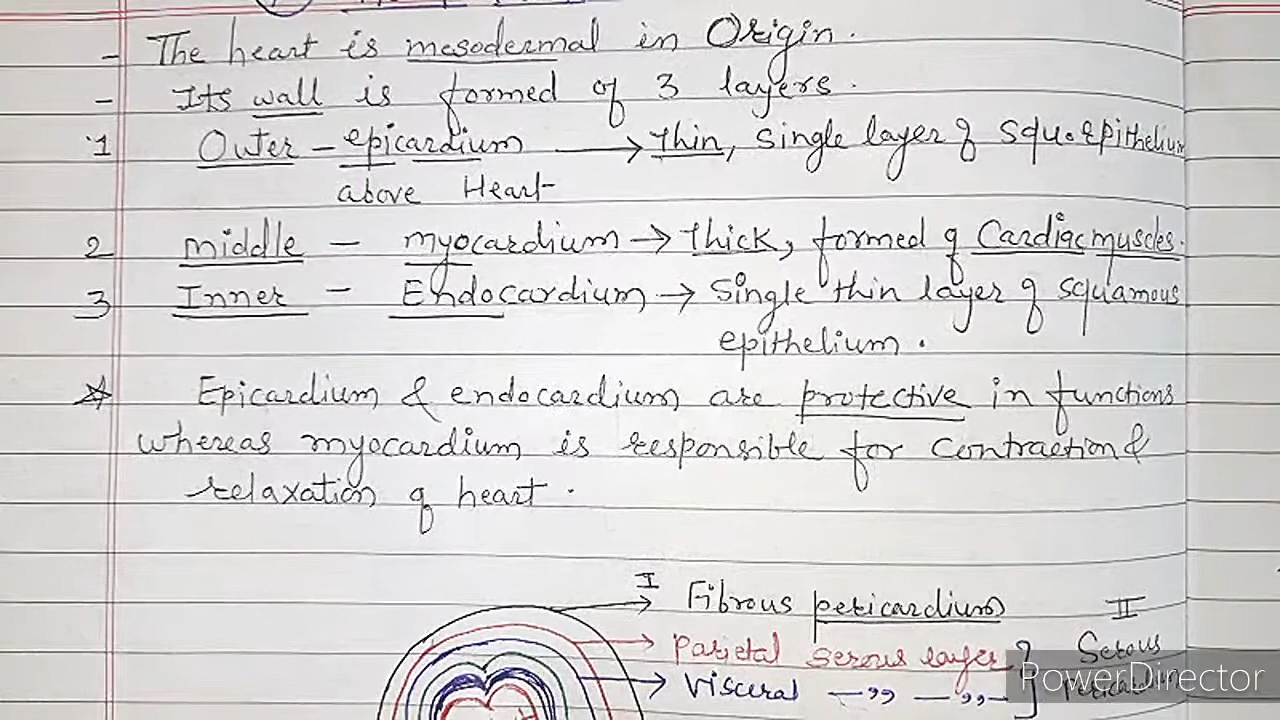 - The heart is mesodermal in Origin.
- Its wall is formed of 3 layers.
1 Outer - epicardium → thin, Single layer of Squ. Epithelium
above Heart
2 middle - myocardium → thick, formed of Cardiac muscles.
3 Inner - Endocardium → Single thin layer of squamous
epithelium.
☆ Epicardium & endocardium are protective in functions
whereas myocardium is responsible for contraction &
relaxation of heart.
I → Fibrous pericardium II
→ Parietal serous layer } Serous
→ Visceral —,,— —,,— } Pericardium
PowerDirector